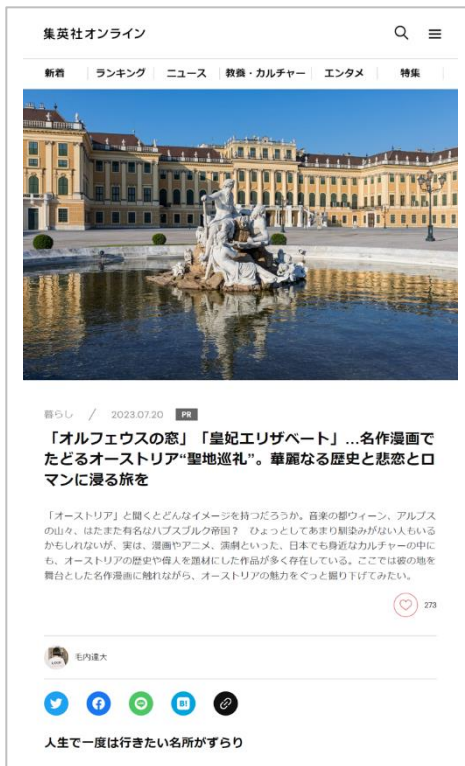 集英社オンライン
新着 ランキング ニュース 教養・カルチャー エンタメ 特集
暮らし / 2023.07.20 PR
「オルフェウスの窓」「皇妃エリザベート」…名作漫画で
たどるオーストリア“聖地巡礼”。華麗なる歴史と悲恋とロ
マンに浸る旅を
「オーストリア」と聞くとどんなイメージを持つだろうか。音楽の都ウィーン、アルプス
の山々、はたまた有名なハプスブルク帝国？ ひょっとしてあまり馴染みがない人もいる
かもしれないが、実は、漫画やアニメ、演劇といった、日本でも身近なカルチャーの中に
も、オーストリアの歴史や偉人を題材にした作品が多く存在している。ここでは彼の地を
舞台とした名作漫画に触れながら、オーストリアの魅力をぐっと掘り下げてみたい。
273
毛内達大
B!
人生で一度は行きたい名所がずらり